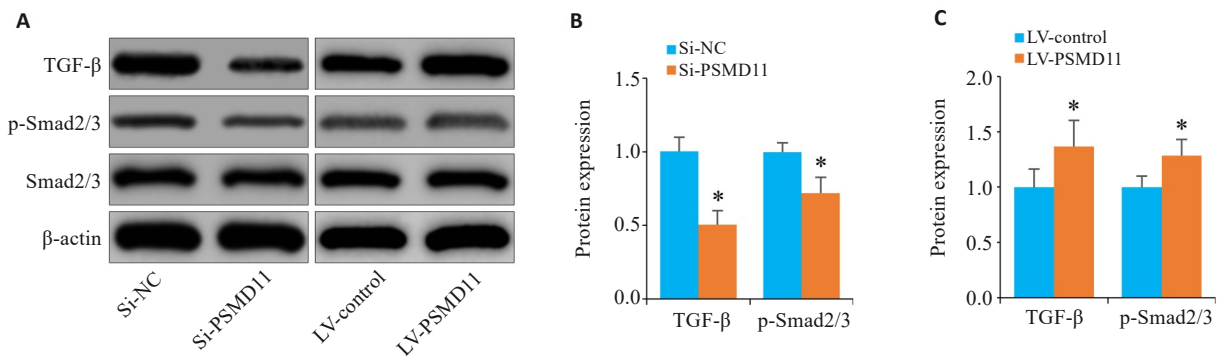 A
TGF-β
p-Smad2/3
Smad2/3
β-actin
Si-NC
Si-PSMD11
LV-control
LV-PSMD11
B
Si-NC
Si-PSMD11
Protein expression
1.5
1.0
0.5
0.0
*
*
TGF-β
p-Smad2/3
C
LV-control
LV-PSMD11
Protein expression
2.0
1.5
1.0
0.5
0.0
*
*
TGF-β
p-Smad2/3